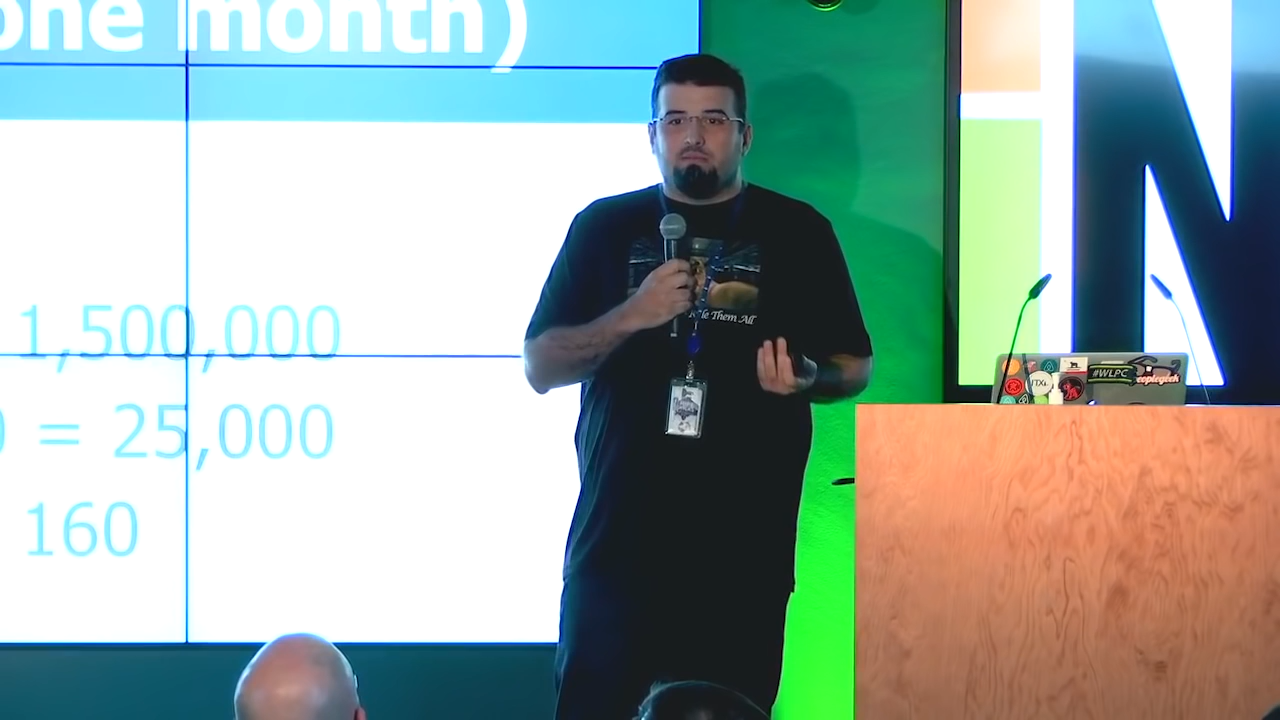 one month)
1,500,000
= 25,000
160
Them All
N
#WLPC